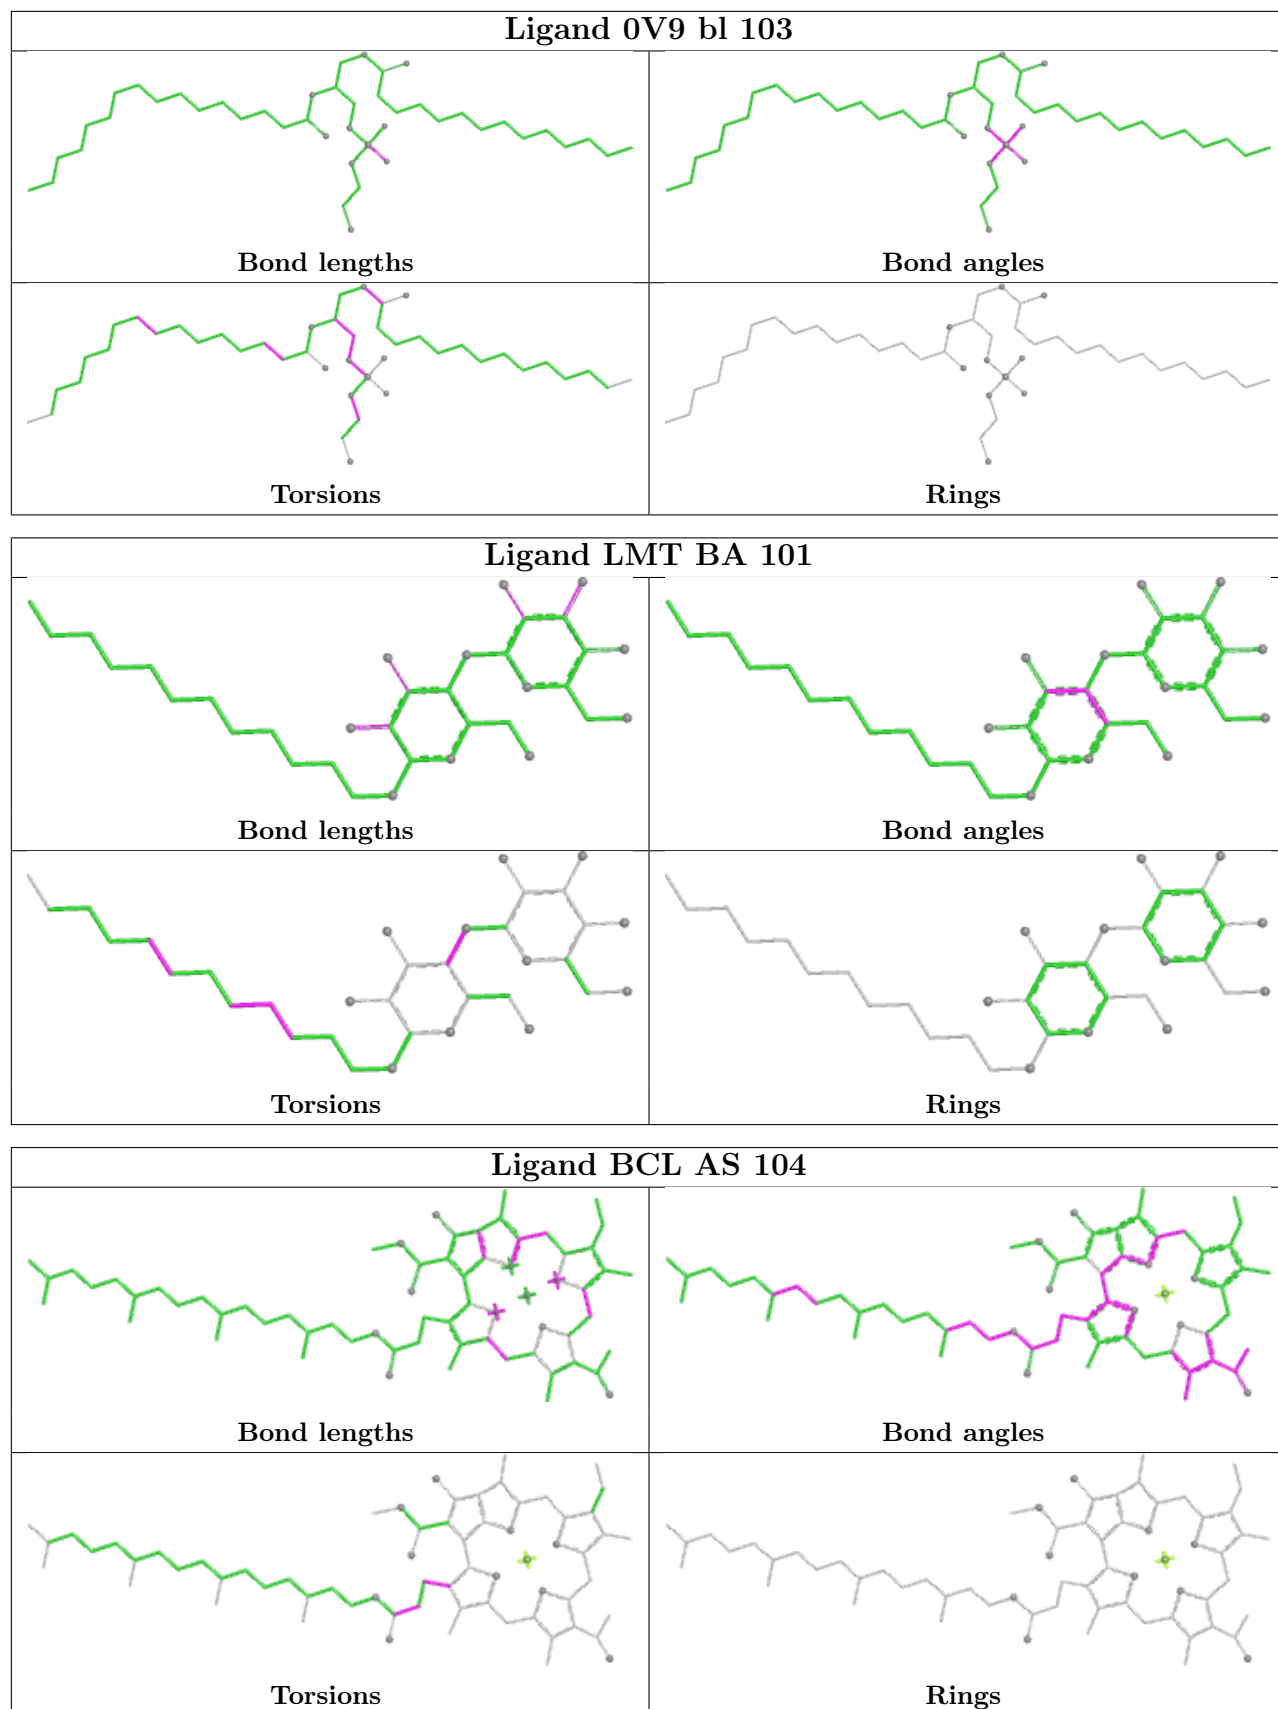 Ligand 0V9 bl 103
Bond lengths
Bond angles
Torsions
Rings
Ligand LMT BA 101
Bond lengths
Bond angles
Torsions
Rings
Ligand BCL AS 104
Bond lengths
Bond angles
Torsions
Rings